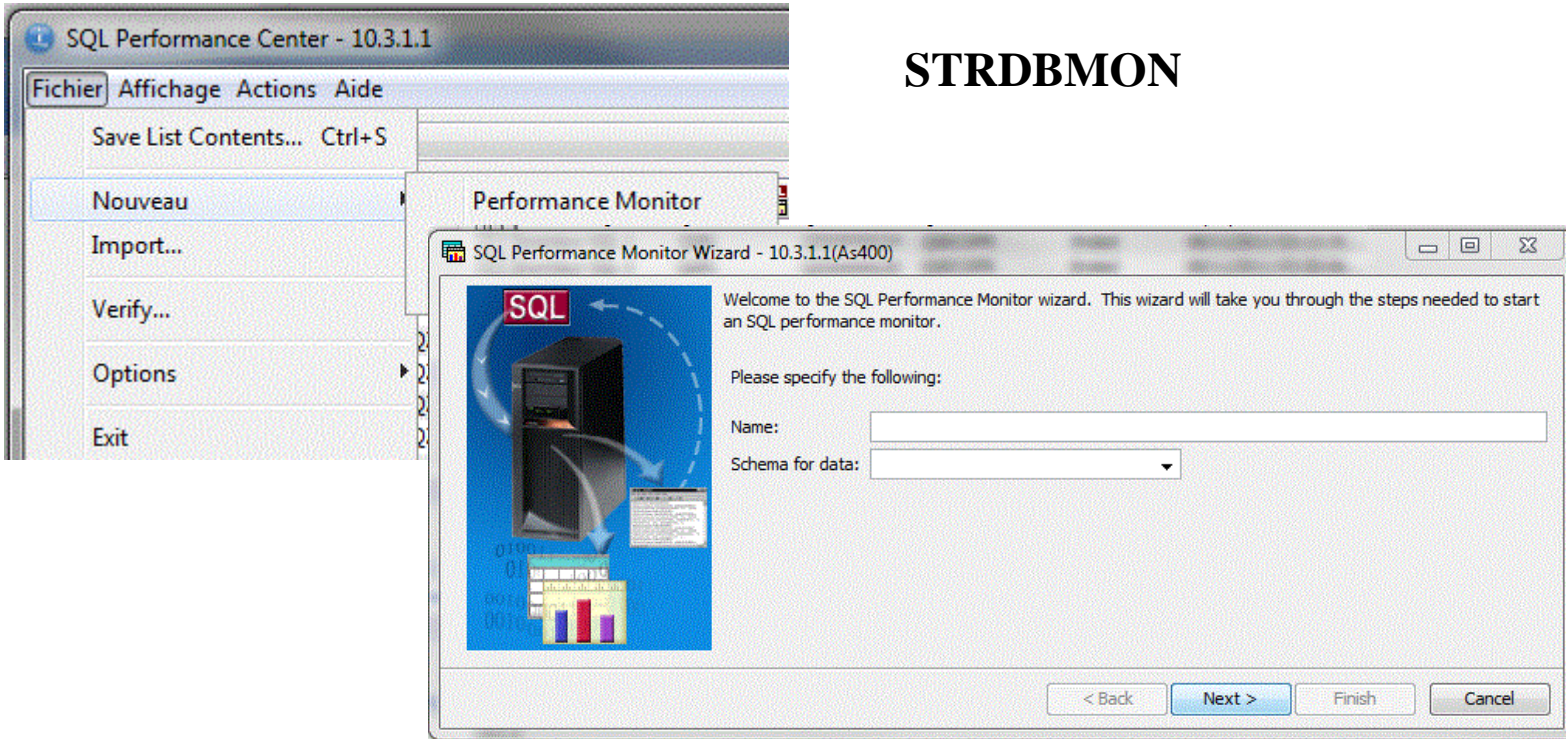 SQL Performance Center - 10.3.1.1
STRDBMON
Fichier Affichage Actions Aide
Save List Contents... Ctrl+S
Nouveau
Performance Monitor
Import...
Verify...
Options
Exit
SQL Performance Monitor Wizard - 10.3.1.1(As400)
SQL
Welcome to the SQL Performance Monitor wizard. This wizard will take you through the steps needed to start
an SQL performance monitor.
Please specify the following:
Name:
Schema for data:
< Back Next > Finish Cancel